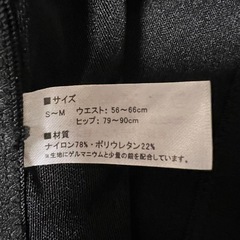 ■サイズ
S～M ウエスト：56～66cm
ヒップ：79～90cm
■材質
ナイロン78%・ポリウレタン22%
※生地にゲルマニウムと少量の銀を配合しています。